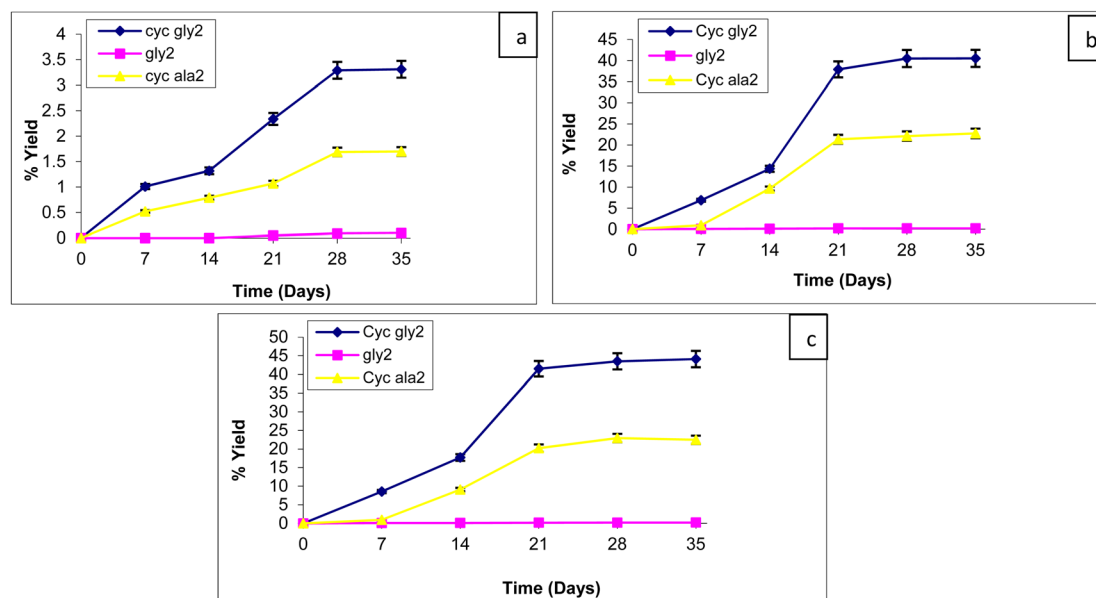 a
cyc gly2
gly2
cyc ala2
4
3.5
3
2.5
2
1.5
1
0.5
0
% Yield
0 7 14 21 28 35
Time (Days)
b
Cyc gly2
gly2
Cyc ala2
45
40
35
30
25
20
15
10
5
0
% Yield
0 7 14 21 28 35
Time (Days)
c
Cyc gly2
gly2
Cyc ala2
50
45
40
35
30
25
20
15
10
5
0
% Yield
0 7 14 21 28 35
Time (Days)